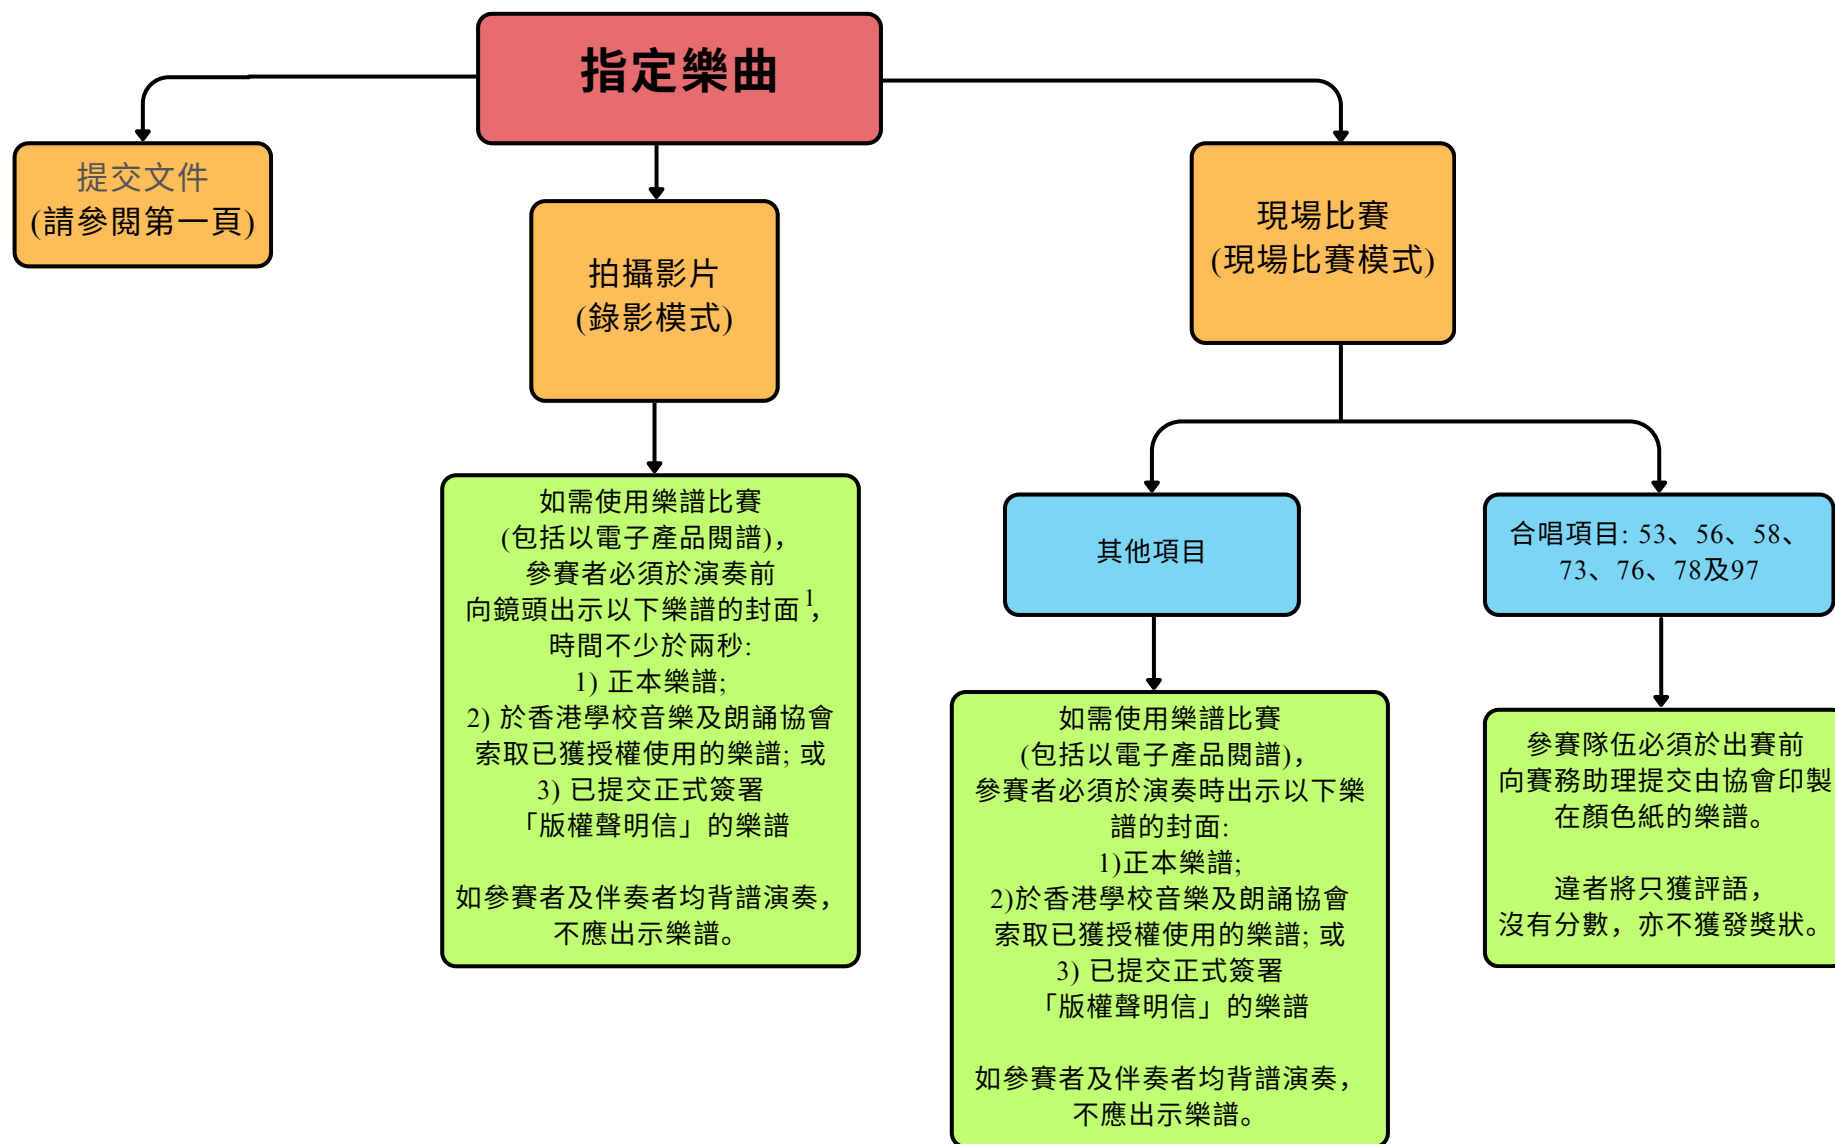 指定樂曲
提交文件
(請參閱第一頁)
拍攝影片
(錄影模式)
現場比賽
(現場比賽模式)
如需使用樂譜比賽
(包括以電子產品閱譜)，
參賽者必須於演奏前
向鏡頭出示以下樂譜的封面1，
時間不少於兩秒:
1) 正本樂譜;
2) 於香港學校音樂及朗誦協會
索取已獲授權使用的樂譜; 或
3) 已提交正式簽署
「版權聲明信」的樂譜
如參賽者及伴奏者均背譜演奏，
不應出示樂譜。
其他項目
如需使用樂譜比賽
(包括以電子產品閱譜)，
參賽者必須於演奏時出示以下樂
譜的封面:
1)正本樂譜;
2)於香港學校音樂及朗誦協會
索取已獲授權使用的樂譜; 或
3) 已提交正式簽署
「版權聲明信」的樂譜
如參賽者及伴奏者均背譜演奏，
不應出示樂譜。
合唱項目: 53、56、58、
73、76、78及97
參賽隊伍必須於出賽前
向賽務助理提交由協會印製
在顏色紙的樂譜。
違者將只獲評語，
沒有分數，亦不獲發獎狀。